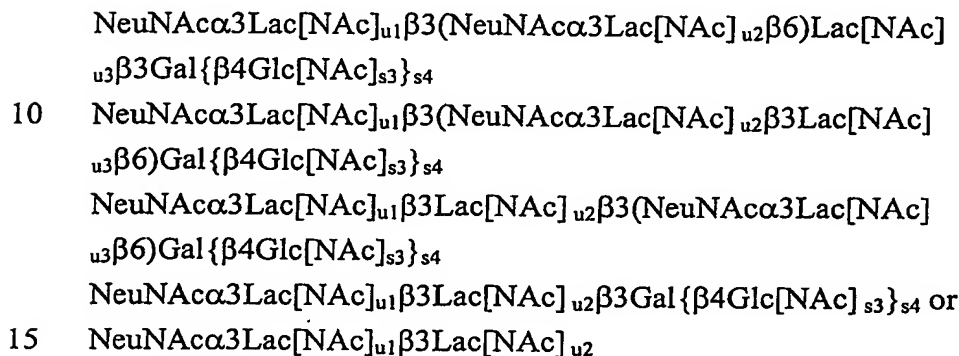 NeuNAcα3Lac[NAc]u1β3(NeuNAcα3Lac[NAc] u2β6)Lac[NAc]
u3β3Gal{β4Glc[NAc]s3}s4
10 NeuNAcα3Lac[NAc]u1β3(NeuNAcα3Lac[NAc] u2β3Lac[NAc]
u3β6)Gal{β4Glc[NAc]s3}s4
NeuNAcα3Lac[NAc]u1β3Lac[NAc] u2β3(NeuNAcα3Lac[NAc]
u3β6)Gal{β4Glc[NAc]s3}s4
NeuNAcα3Lac[NAc]u1β3Lac[NAc] u2β3Gal{β4Glc[NAc] s3}s4 or
15 NeuNAcα3Lac[NAc]u1β3Lac[NAc] u2